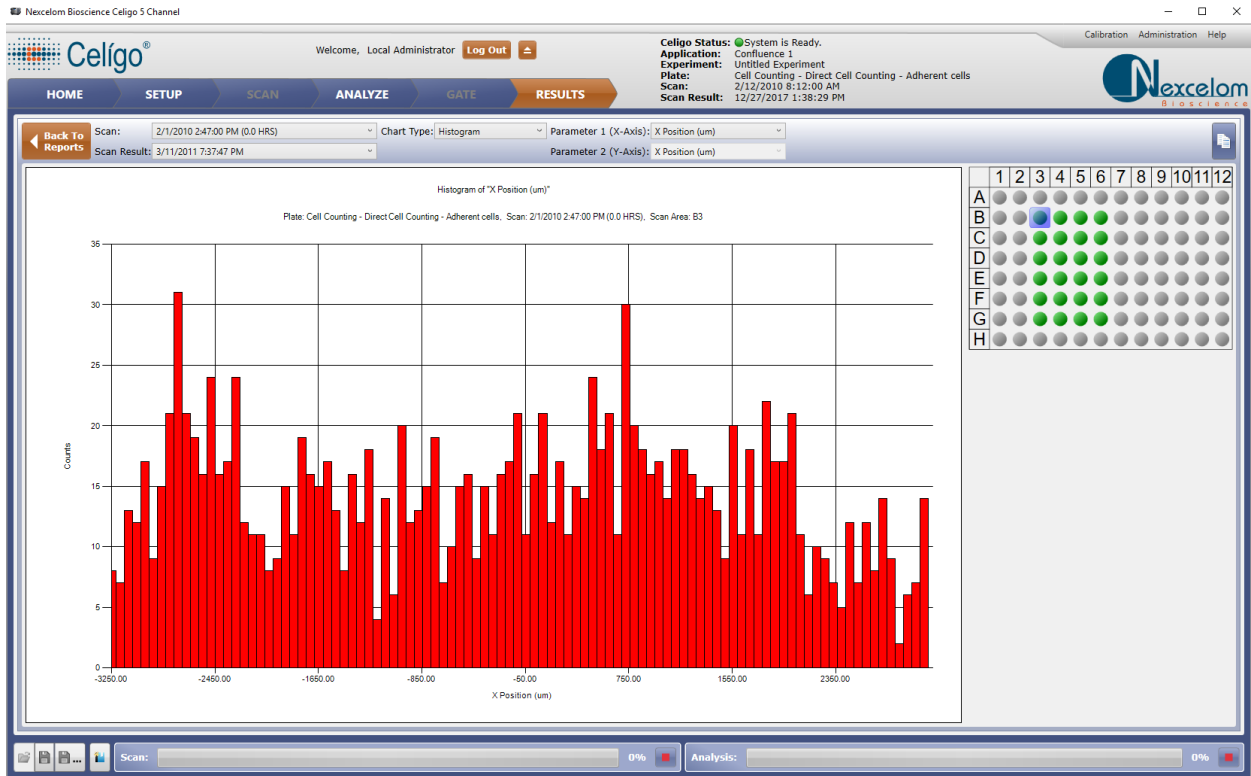 Nexcelom Bioscience Celigo 5 Channel
Celígo®
Welcome, Local Administrator Log Out
Celigo Status: System is Ready.
Application: Confluence 1
Experiment: Untitled Experiment
Plate: Cell Counting - Direct Cell Counting - Adherent cells
Scan: 2/12/2010 8:12:00 AM
Scan Result: 12/27/2017 1:38:29 PM
Calibration Administration Help
Nexcelom
Bioscience
HOME SETUP SCAN ANALYZE GATE RESULTS
Back To
Reports
Scan: 2/1/2010 2:47:00 PM (0.0 HRS) Chart Type: Histogram Parameter 1 (X-Axis): X Position (um)
Scan Result: 3/11/2011 7:37:47 PM Parameter 2 (Y-Axis): X Position (um)
Histogram of "X Position (um)"
Plate: Cell Counting - Direct Cell Counting - Adherent cells, Scan: 2/1/2010 2:47:00 PM (0.0 HRS), Scan Area: B3
35
30
25
20
15
10
5
0
Counts
-3250.00 -2450.00 -1650.00 -850.00 -50.00 750.00 1550.00 2350.00
X Position (um)
1 2 3 4 5 6 7 8 9 10 11 12
A
B
C
D
E
F
G
H
Scan: 0% Analysis: 0%